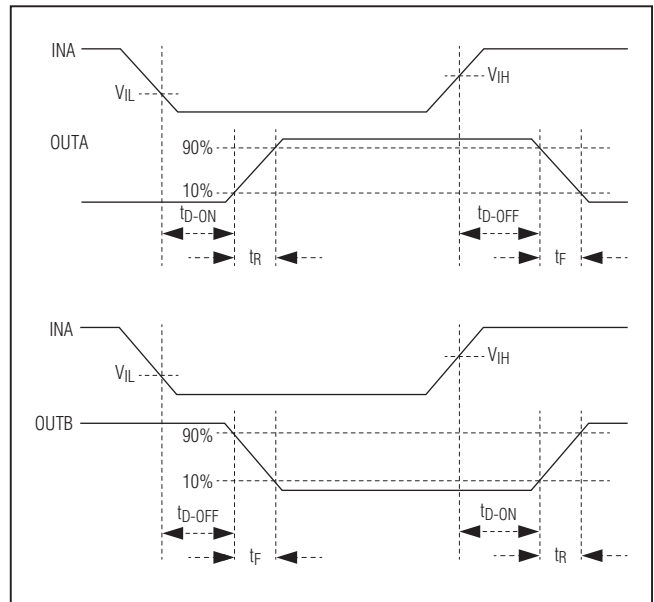 INA
VIH
VIL
OUTA
90%
10%
tD-ON
tD-OFF
tR
tF
INA
VIH
VIL
OUTB
90%
10%
tD-OFF
tD-ON
tF
tR